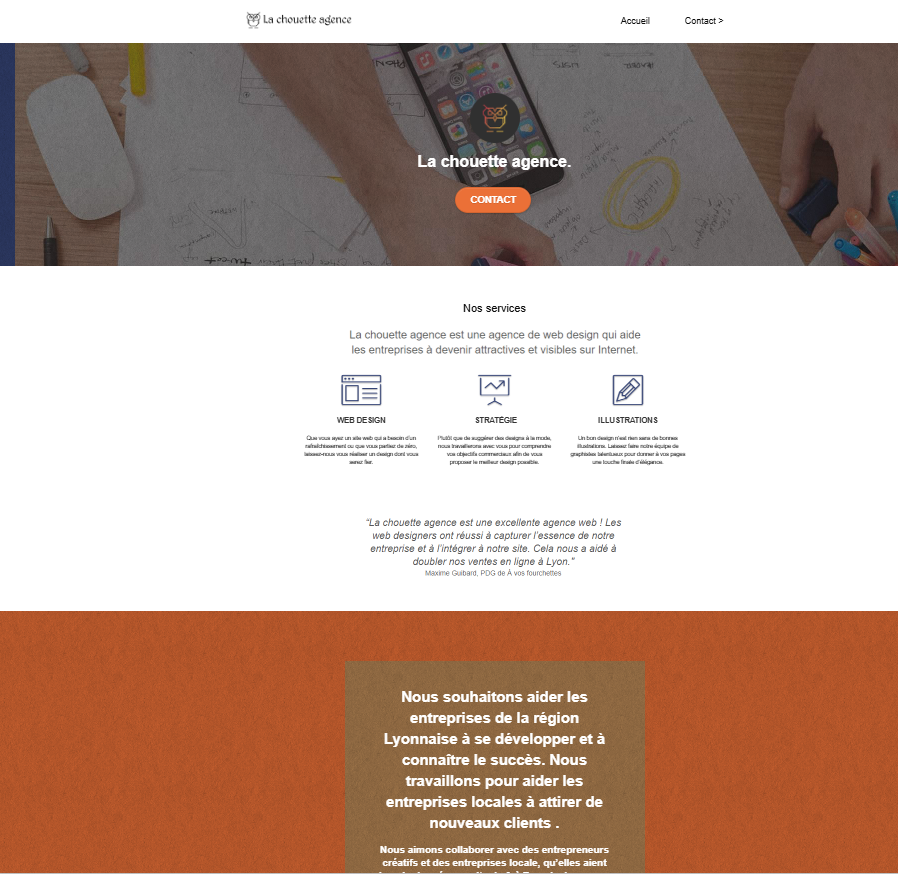 La chouette agence
Accueil
Contact >
La chouette agence.
CONTACT
Nos services
La chouette agence est une agence de web design qui aide
les entreprises à devenir attractives et visibles sur Internet.
WEB DESIGN
Que vous ayez un site web qui a besoin d'un
rafraîchissement ou que vous partiez de zéro,
laissez-nous vous réaliser un design dont vous
serez fier.
STRATÉGIE
Plutôt que de suggérer des designs à la mode,
nous travaillerons avec vous pour comprendre
vos objectifs commerciaux afin de vous
proposer le meilleur design possible.
ILLUSTRATIONS
Un bon design n'est rien sans de bonnes
illustrations. Laissez faire notre équipe de
graphistes talentueux pour donner à vos pages
une touche finale d'élégance.
“La chouette agence est une excellente agence web ! Les
web designers ont réussi à capturer l'essence de notre
entreprise et à l'intégrer à notre site. Cela nous a aidé à
doubler nos ventes en ligne à Lyon.”
Maxime Guibard, PDG de À vos fourchettes
Nous souhaitons aider les
entreprises de la région
Lyonnaise à se développer et à
connaître le succès. Nous
travaillons pour aider les
entreprises locales à attirer de
nouveaux clients .
Nous aimons collaborer avec des entrepreneurs
créatifs et des entreprises locale, qu'elles aient